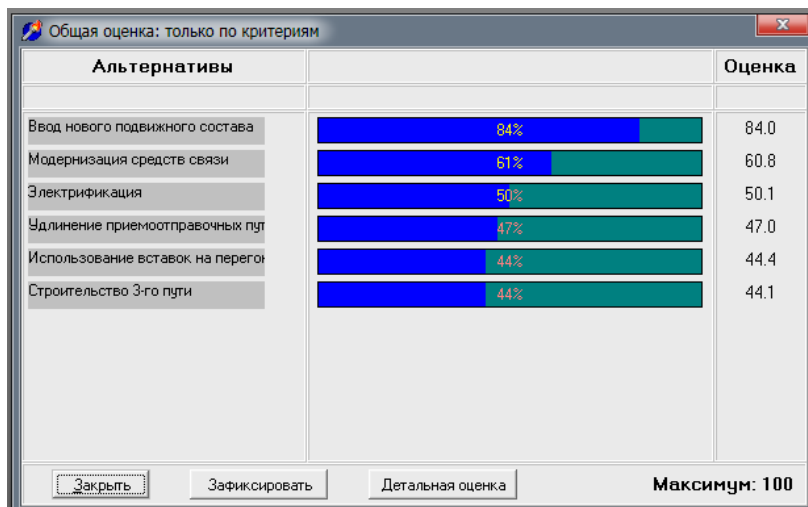 Общая оценка: только по критериям
Альтернативы Оценка
Ввод нового подвижного состава 84% 84.0
Модернизация средств связи 61% 60.8
Электрификация 50% 50.1
Удлинение приемоотправочных пут 47% 47.0
Использование вставок на перегон 44% 44.4
Строительство 3-го пути 44% 44.1
Закрыть Зафиксировать Детальная оценка Максимум: 100